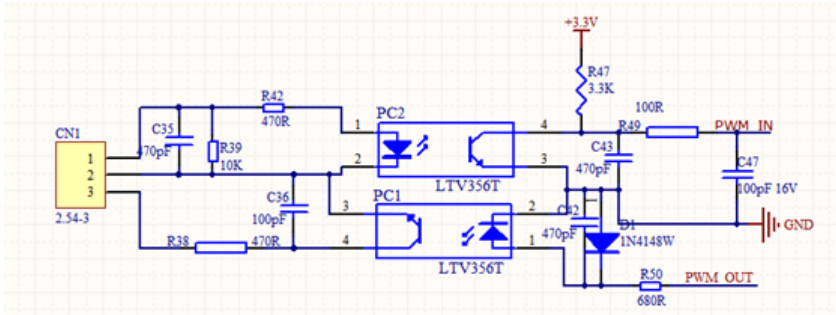 +3.3V
R47
3.3K
R42
470R
PC2
100R
CN1
C35
470pF
R39
10K
1
2
4
3
R49
PWM_IN
C43
470pF
1
2
3
LTV356T
C47
100pF 16V
C36
100pF
PC1
2.54-3
3
4
2
1
C42
470pF
1
D1
1N4148W
GND
R38
470R
LTV356T
R50
680R
PWM_OUT